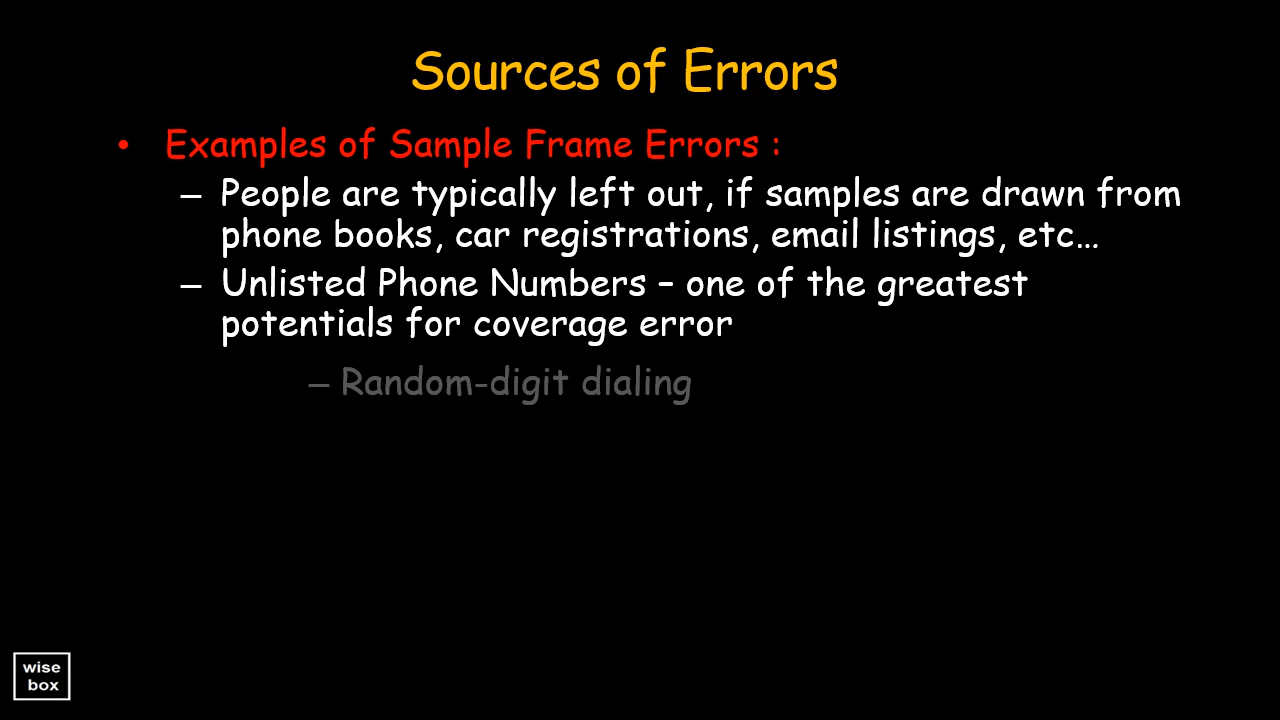 Sources of Errors
• Examples of Sample Frame Errors :
– People are typically left out, if samples are drawn from
phone books, car registrations, email listings, etc…
– Unlisted Phone Numbers – one of the greatest
potentials for coverage error
– Random-digit dialing
wise
box